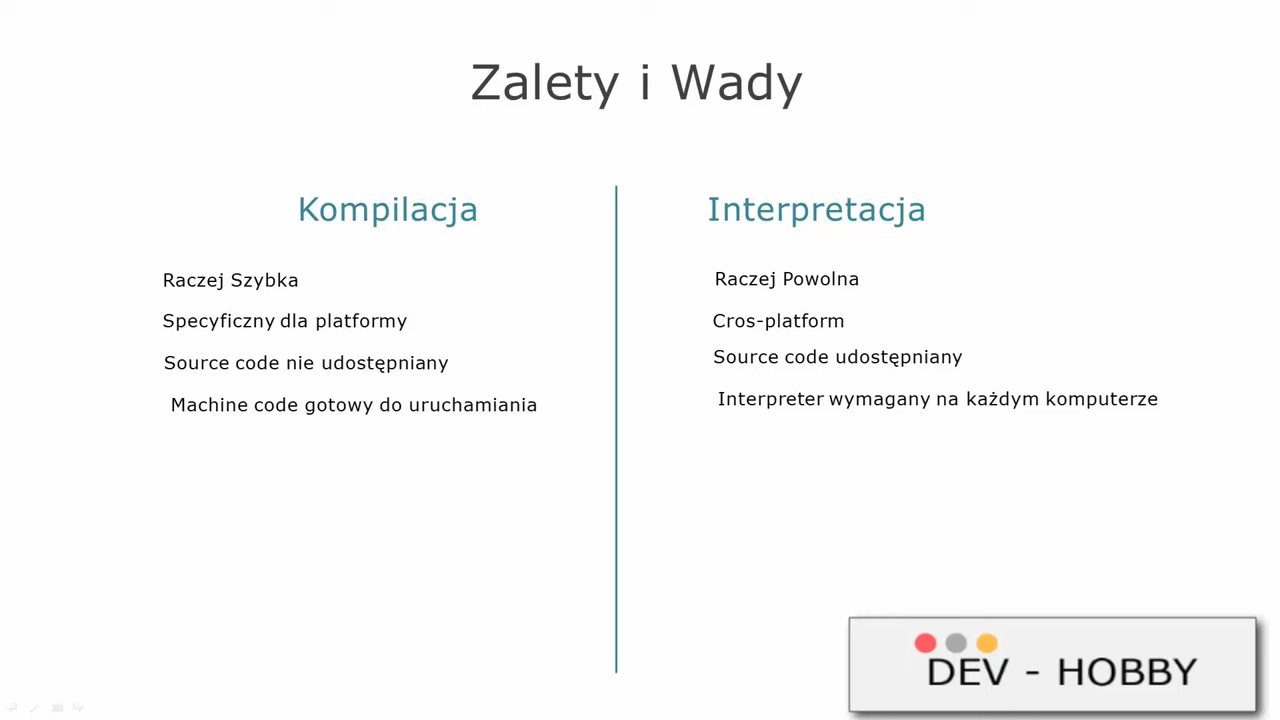 Zalety i Wady
Kompilacja
Raczej Szybka
Specyficzny dla platformy
Source code nie udostępniany
Machine code gotowy do uruchamiania
Interpretacja
Raczej Powolna
Cros-platform
Source code udostępniany
Interpreter wymagany na każdym komputerze
DEV - HOBBY